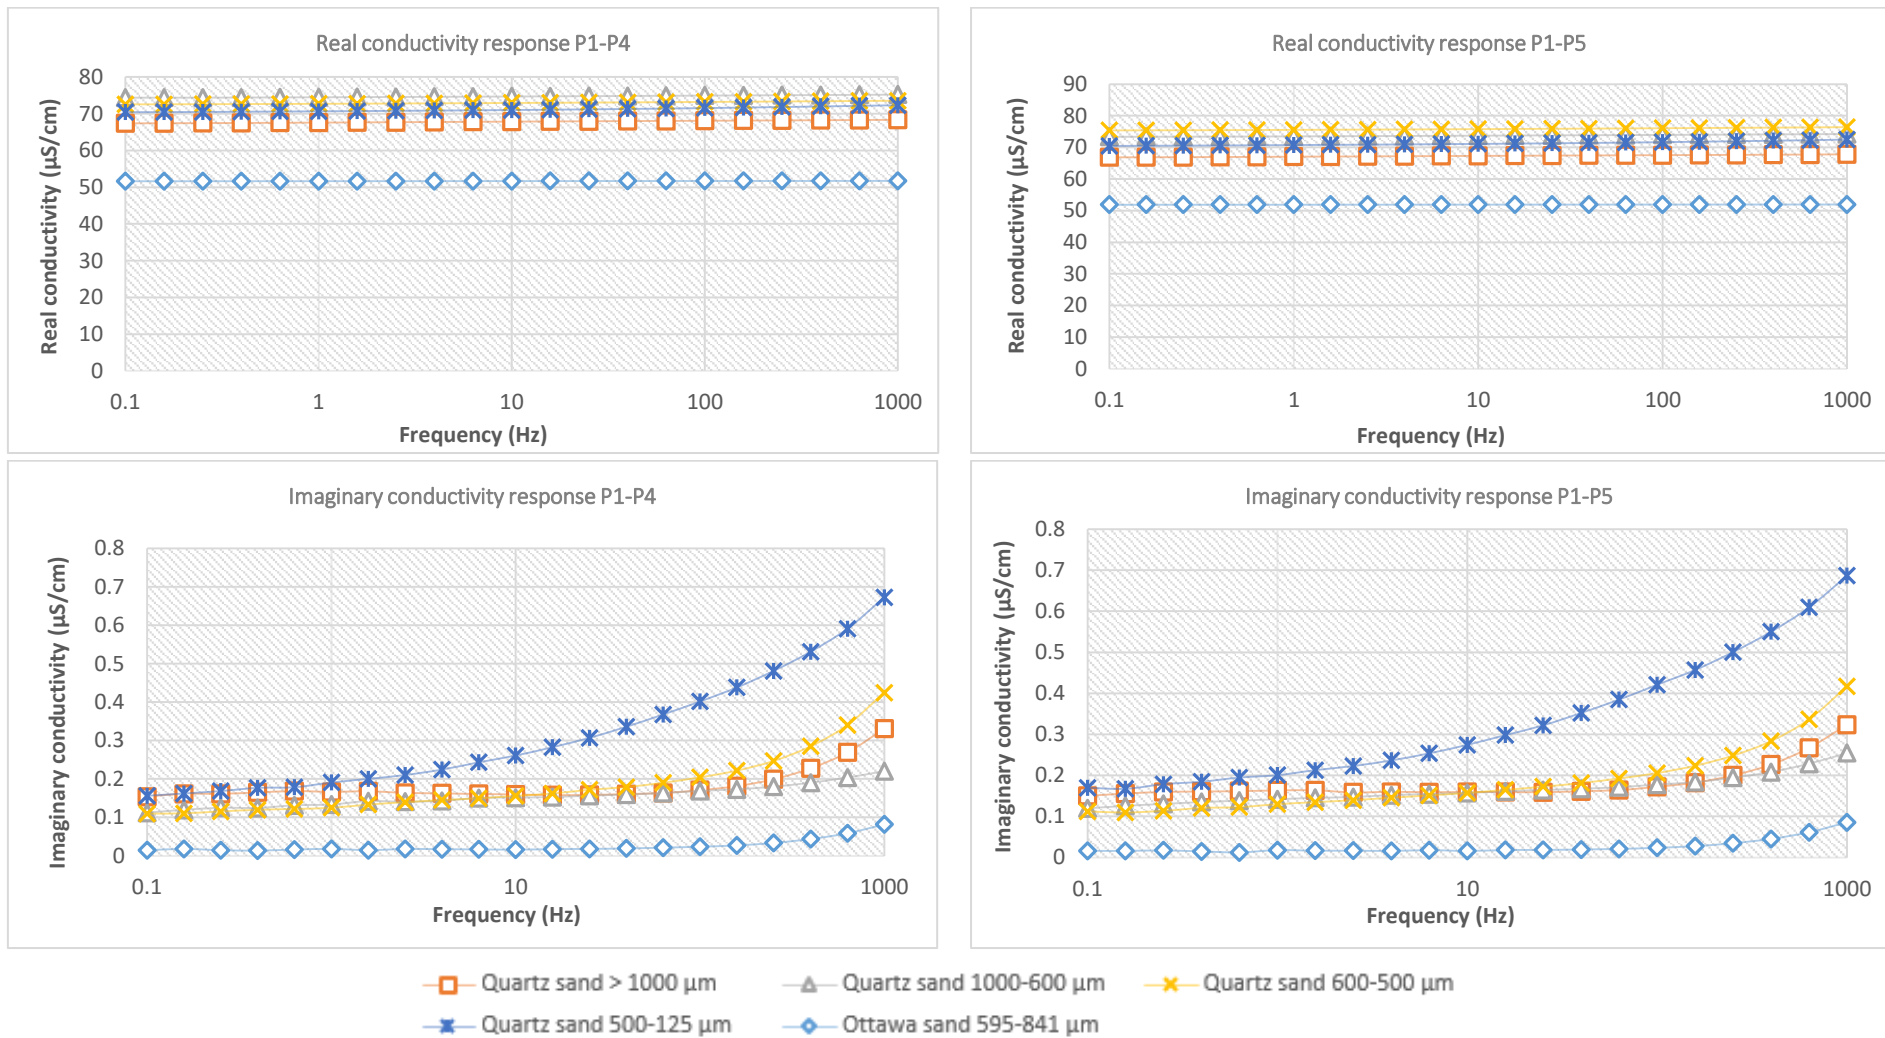 Real conductivity response P1-P4
Real conductivity (µS/cm)
80
70
60
50
40
30
20
10
0
0.1 1 10 100 1000
Frequency (Hz)
Real conductivity response P1-P5
Real conductivity (µS/cm)
90
80
70
60
50
40
30
20
10
0
0.1 1 10 100 1000
Frequency (Hz)
Imaginary conductivity response P1-P4
Imaginary conductivity (µS/cm)
0.8
0.7
0.6
0.5
0.4
0.3
0.2
0.1
0
0.1 10 1000
Frequency (Hz)
Imaginary conductivity response P1-P5
Imaginary conductivity (µS/cm)
0.8
0.7
0.6
0.5
0.4
0.3
0.2
0.1
0
0.1 10 1000
Frequency (Hz)
Quartz sand > 1000 µm Quartz sand 1000-600 µm Quartz sand 600-500 µm
Quartz sand 500-125 µm Ottawa sand 595-841 µm